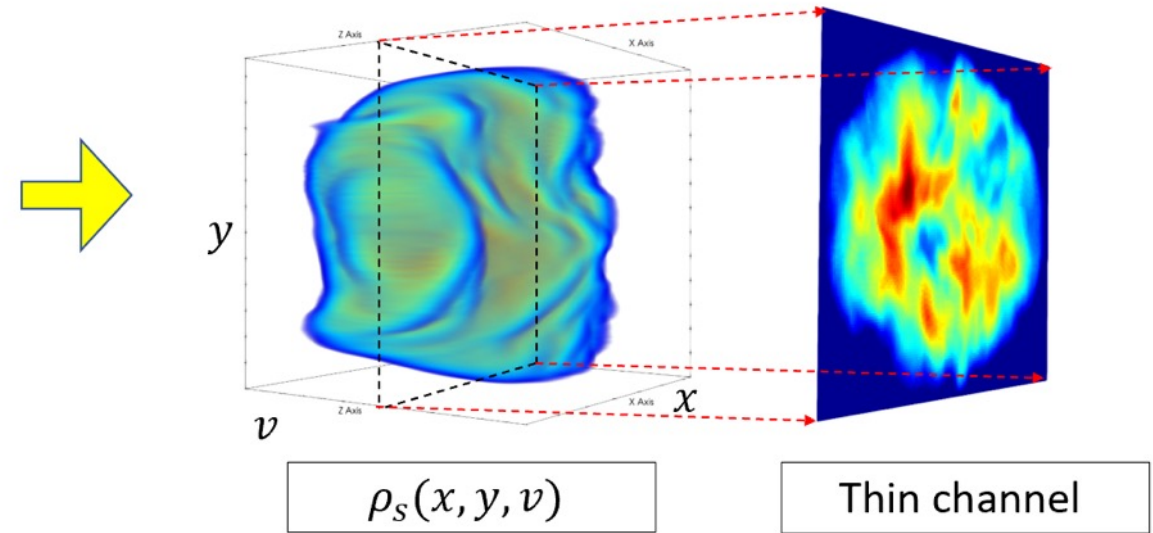 Z Axis
X Axis
y
v
Z Axis
X Axis
x
ρₛ(x, y, v)
Thin channel